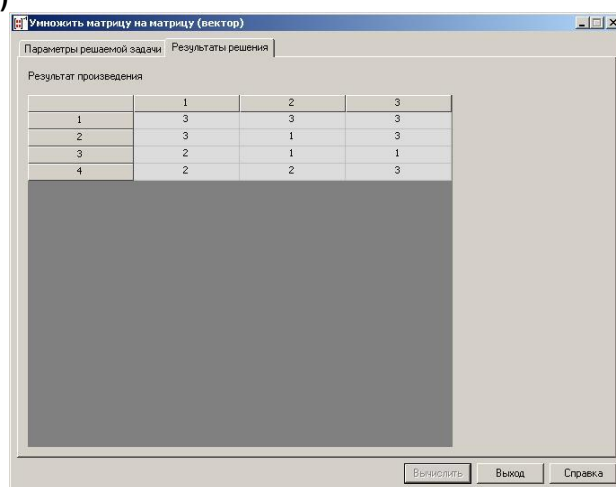 )
Умножить матрицу на матрицу (вектор)
Параметры решаемой задачи Результаты решения
Результат произведения
1 2 3
1 3 3 3
2 3 1 3
3 2 1 1
4 2 2 3
Вычислить Выход Справка